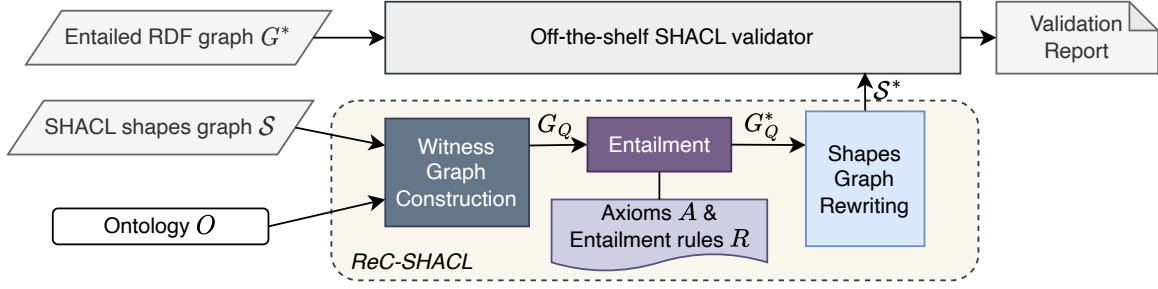 Entailed RDF graph G*
Off-the-shelf SHACL validator
Validation
Report
S*
SHACL shapes graph S
Witness
Graph
Construction
G_Q
Entailment
G*_Q
Shapes
Graph
Rewriting
Ontology O
Axioms A &
Entailment rules R
ReC-SHACL